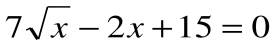 7√x − 2x + 15 = 0